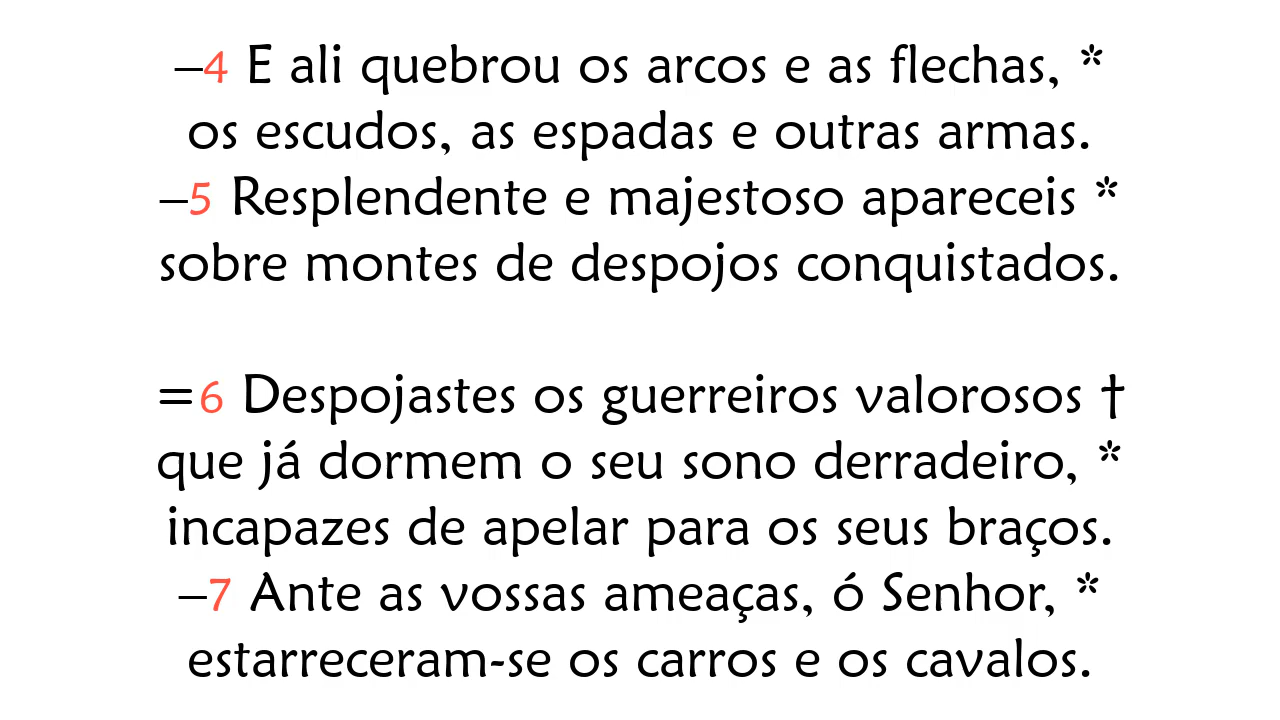 –4 E ali quebrou os arcos e as flechas, *
os escudos, as espadas e outras armas.
–5 Resplendente e majestoso apareceis *
sobre montes de despojos conquistados.
=6 Despojastes os guerreiros valorosos †
que já dormem o seu sono derradeiro, *
incapazes de apelar para os seus braços.
–7 Ante as vossas ameaças, ó Senhor, *
estarreceram-se os carros e os cavalos.